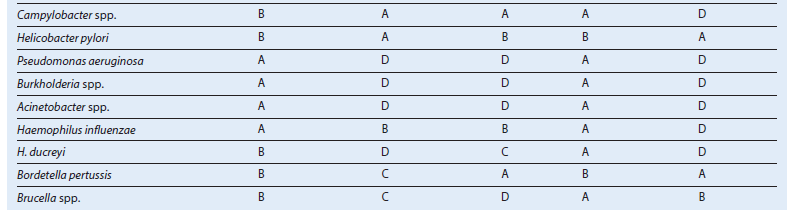 Campylobacter spp. B A A A D
Helicobacter pylori B A B B A
Pseudomonas aeruginosa A D D A D
Burkholderia spp. A D D A D
Acinetobacter spp. A D D A D
Haemophilus influenzae A B B A D
H. ducreyi B D C A D
Bordetella pertussis B C A B A
Brucella spp. B C D A B